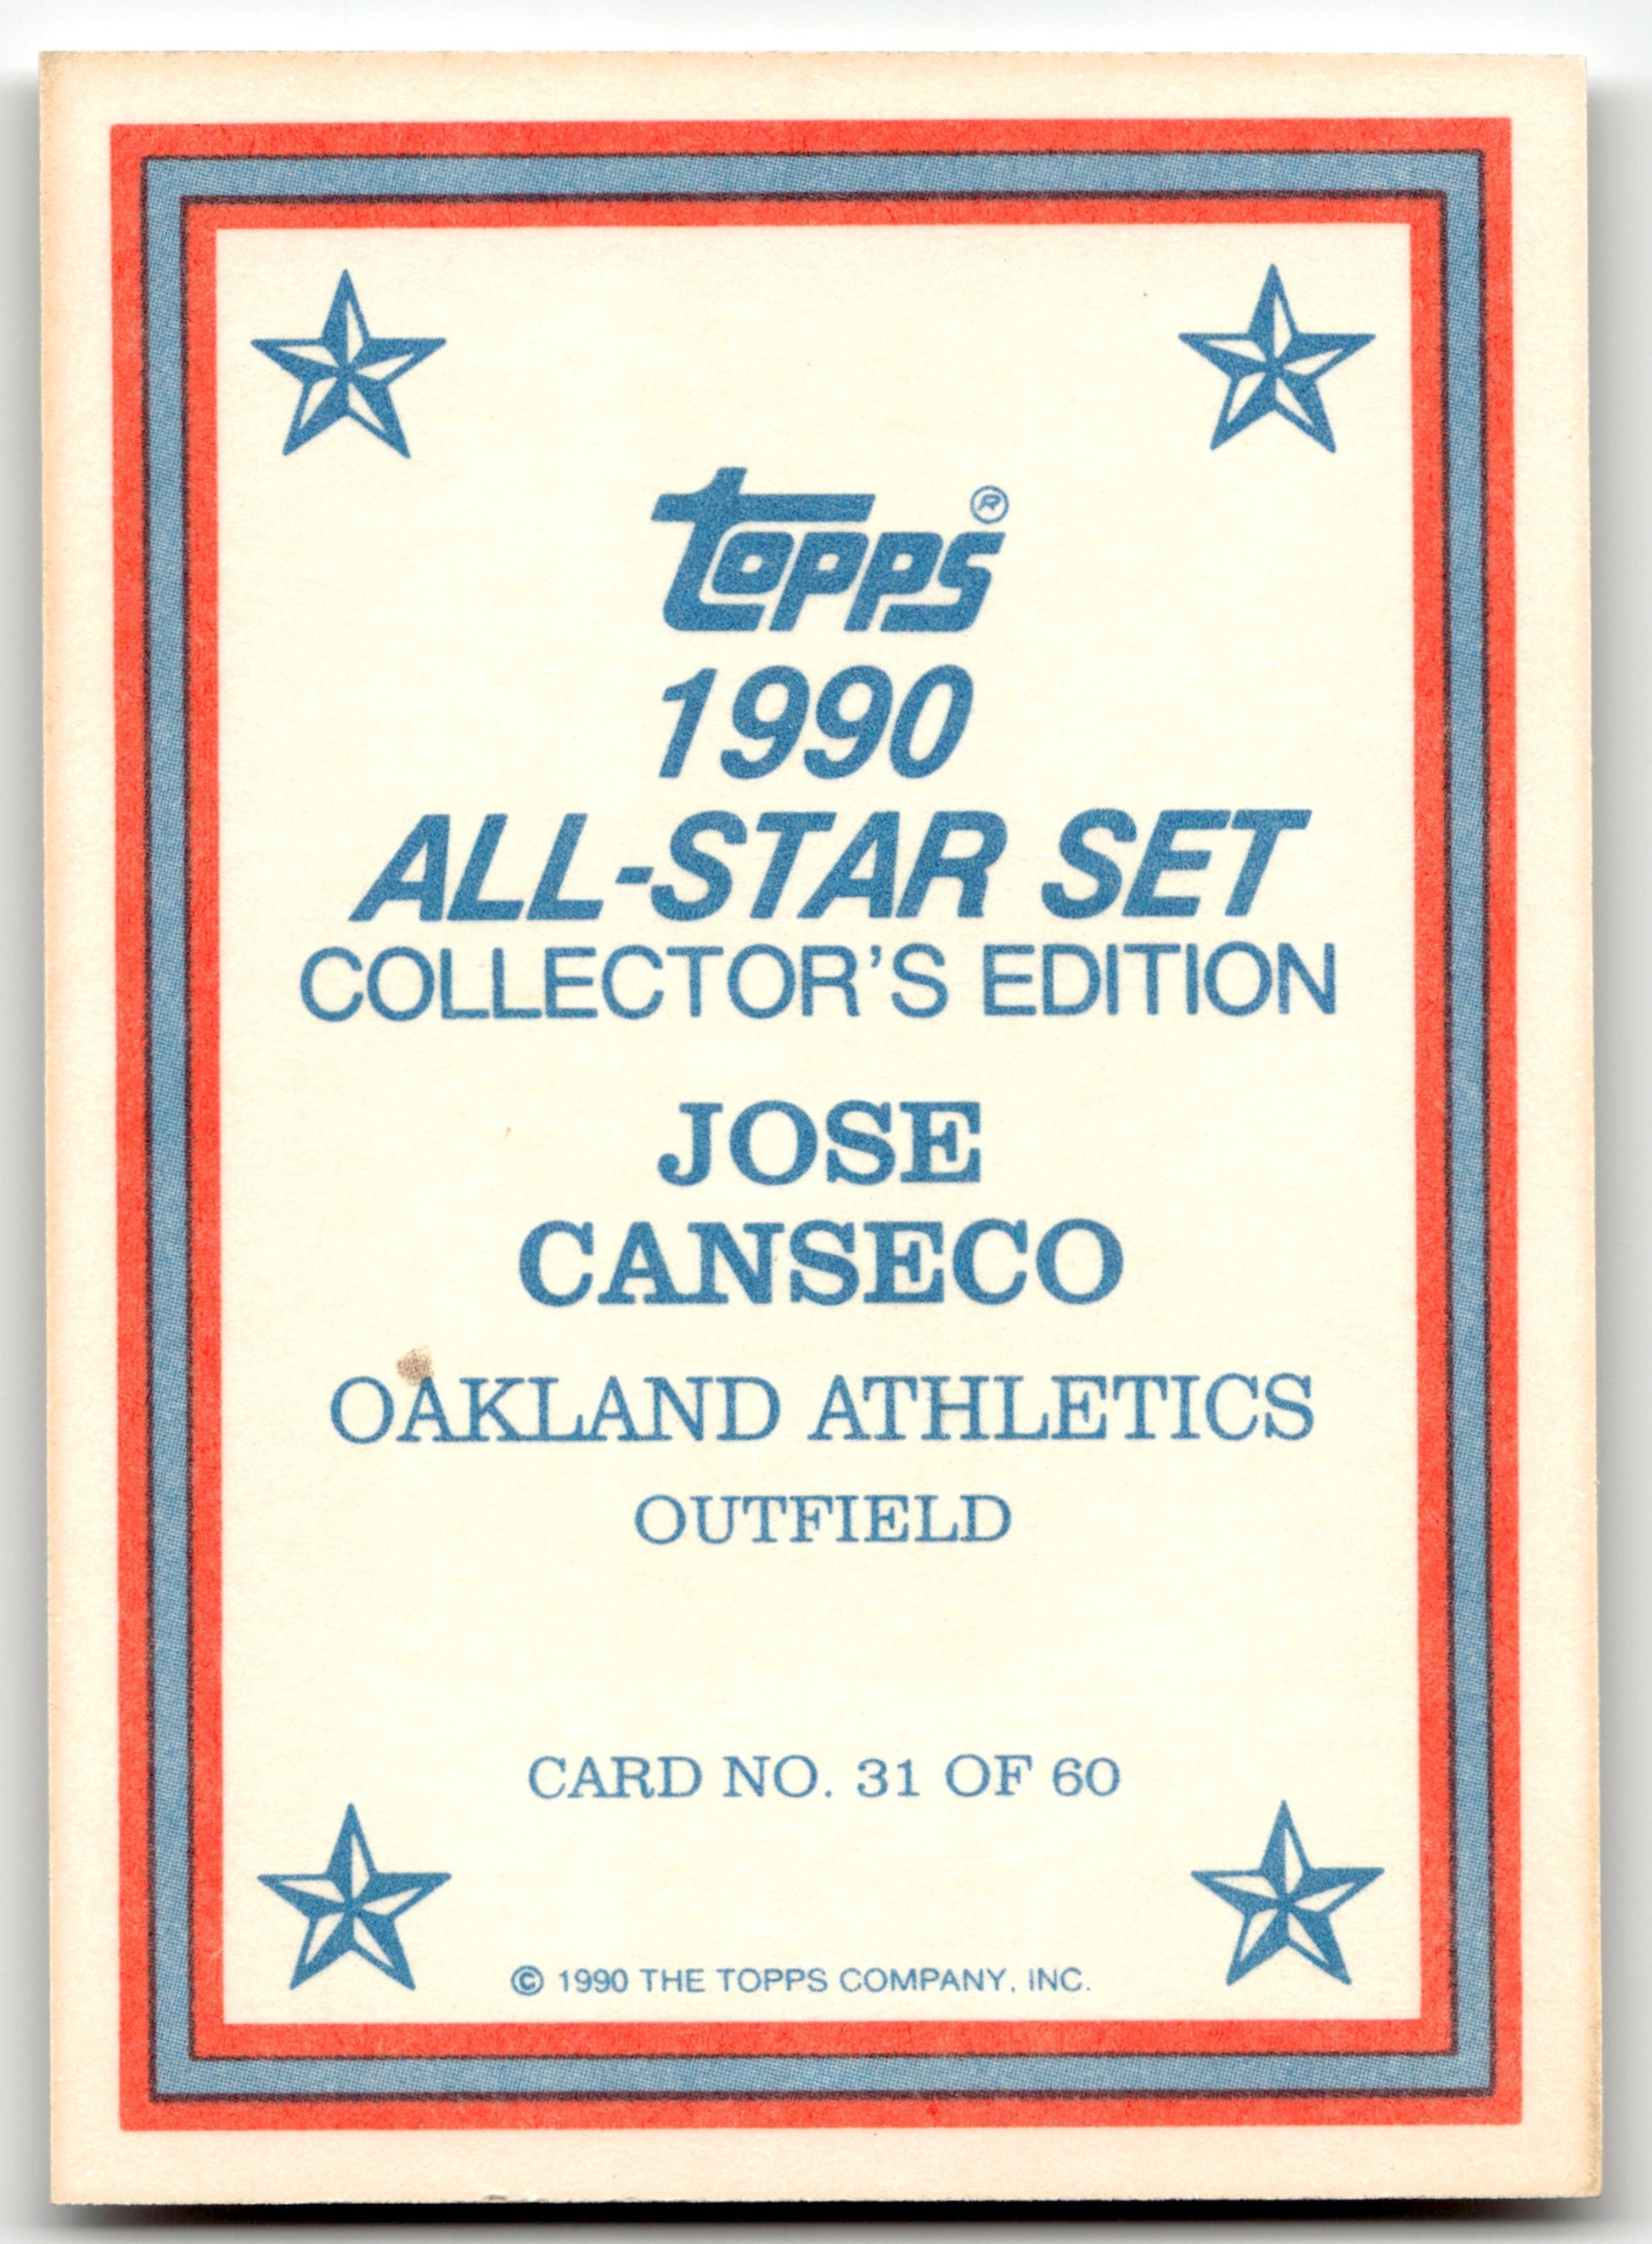 topps®
1990
ALL-STAR SET
COLLECTOR'S EDITION
JOSE
CANSECO
OAKLAND ATHLETICS
OUTFIELD
CARD NO. 31 OF 60
© 1990 THE TOPPS COMPANY, INC.